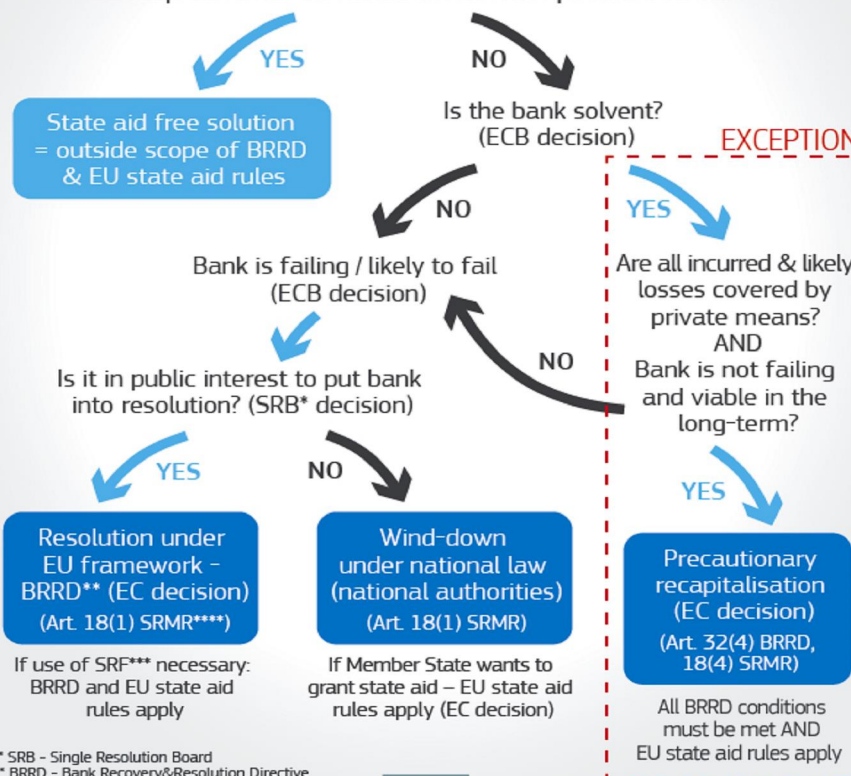 YES
NO
State aid free solution
= outside scope of BRRD
& EU state aid rules
Is the bank solvent?
(ECB decision)
EXCEPTION
NO
YES
Bank is failing / likely to fail
(ECB decision)
Are all incurred & likely
losses covered by
private means?
AND
Bank is not failing
and viable in the
long-term?
NO
Is it in public interest to put bank
into resolution? (SRB* decision)
YES
NO
YES
Resolution under
EU framework -
BRRD** (EC decision)
(Art. 18(1) SRMR****)
Wind-down
under national law
(national authorities)
(Art. 18(1) SRMR)
Precautionary
recapitalisation
(EC decision)
(Art. 32(4) BRRD,
18(4) SRMR)
If use of SRF*** necessary:
BRRD and EU state aid
rules apply
If Member State wants to
grant state aid – EU state aid
rules apply (EC decision)
All BRRD conditions
must be met AND
EU state aid rules apply
* SRB - Single Resolution Board
* BRRD - Bank Recovery&Resolution Directive